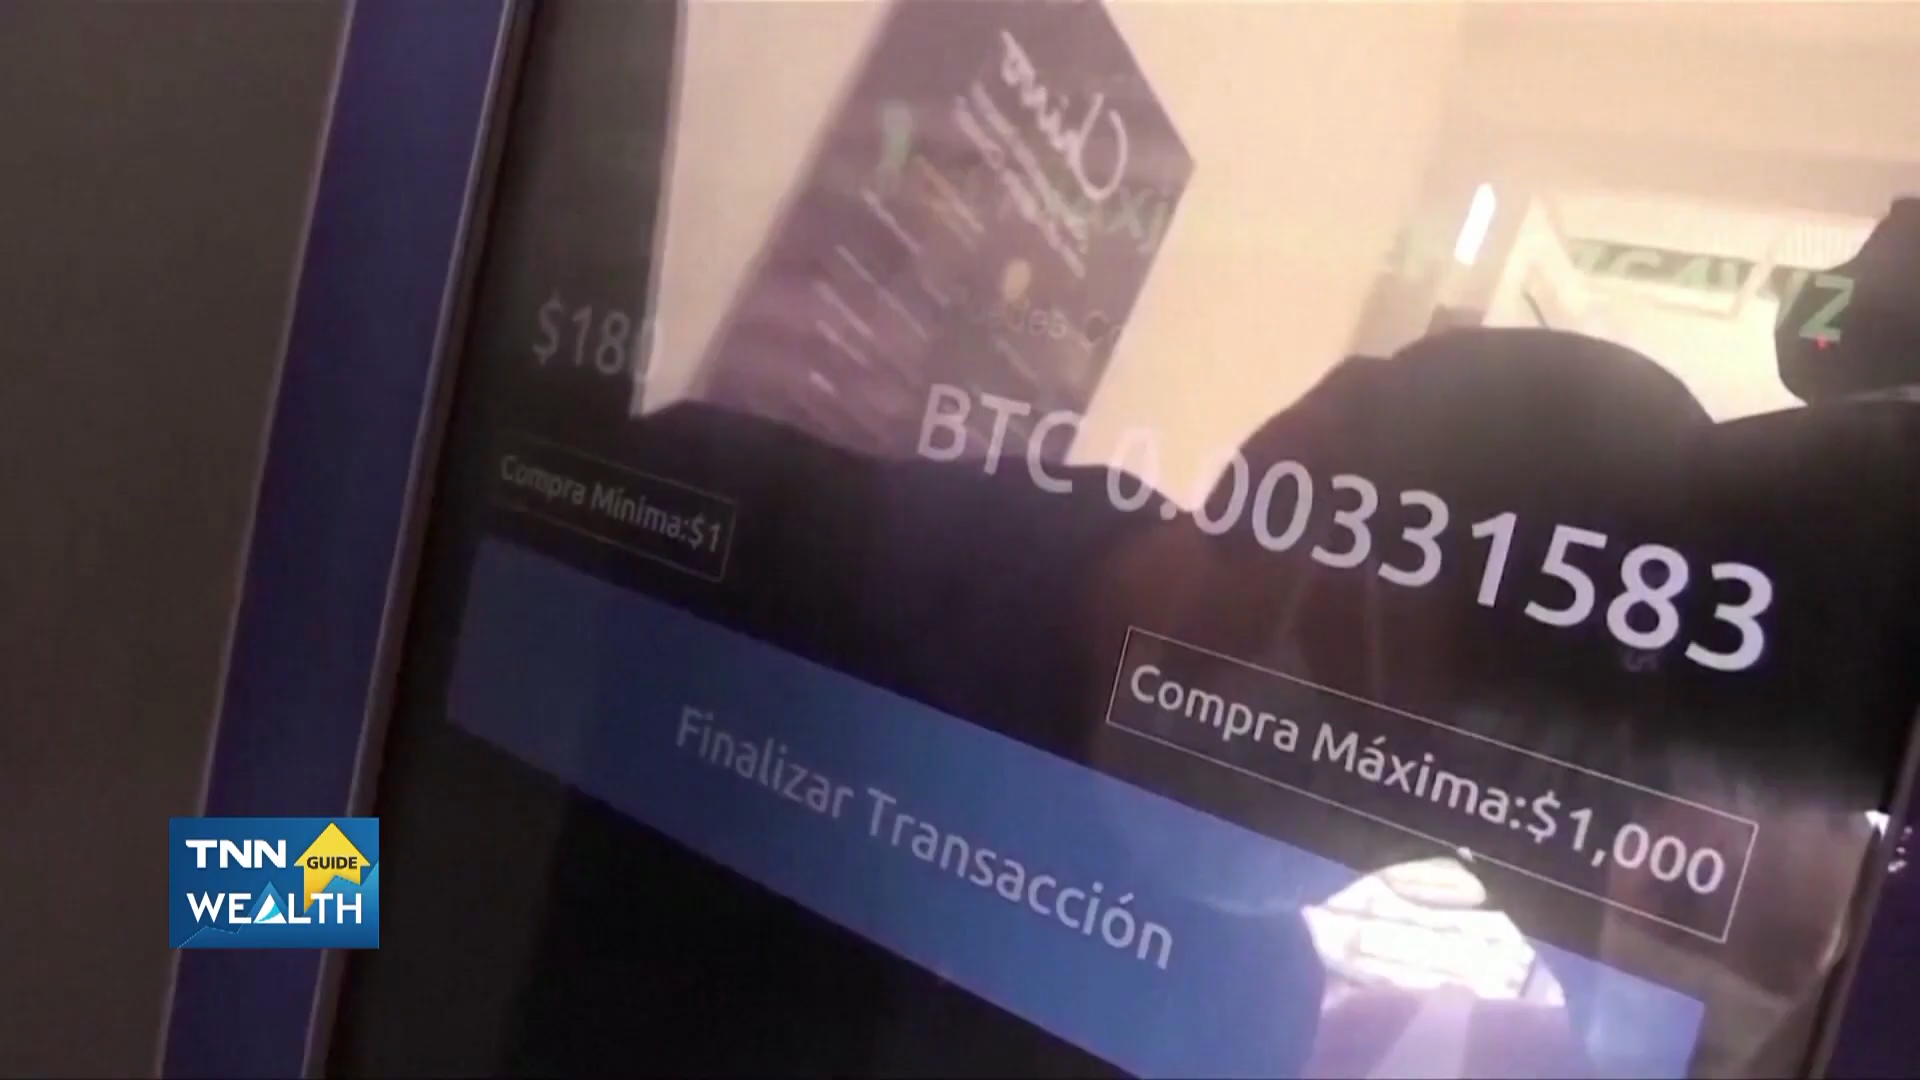 $180
BTC 0.00331583
Compra Mínima:$1
Compra Máxima:$1,000
Finalizar Transacción
TNN
GUIDE
WEALTH